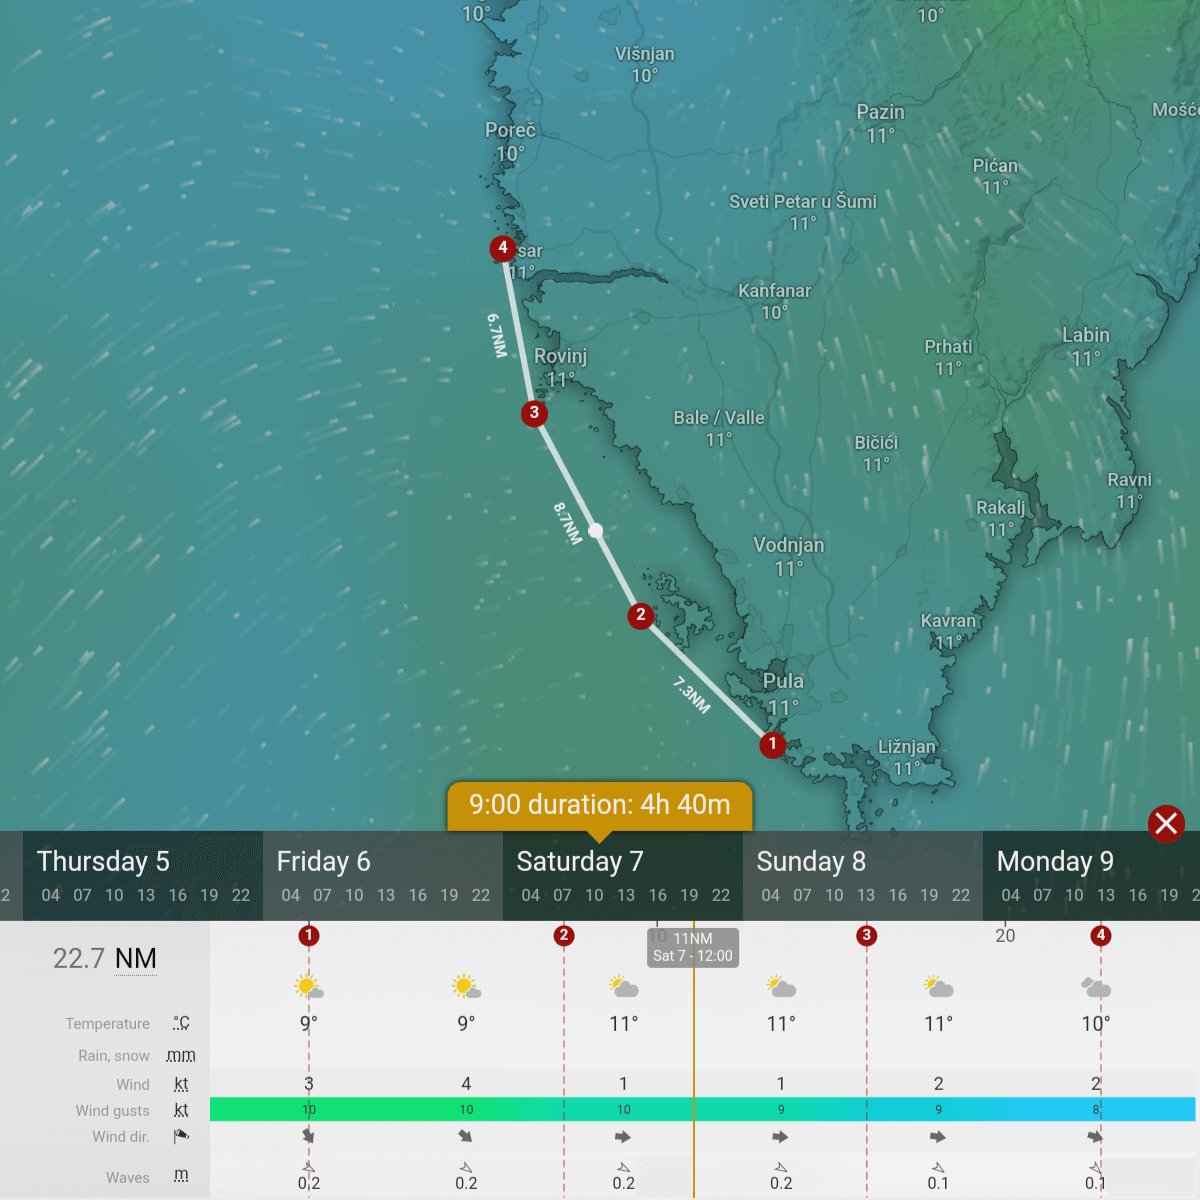 10°
10°
Višnjan
10°
Poreč
10°
Pazin
11°
Mošće
Pićan
11°
Sveti Petar u Šumi
11°
4
sar
11°
Kanfanar
10°
6.7NM
Rovinj
11°
Prhati
11°
Labin
11°
3
Bale / Valle
11°
Bičići
11°
Ravni
11°
8.7NM
Rakalj
11°
Vodnjan
11°
2
Kavran
11°
7.3NM
Pula
11°
1
Ližnjan
11°
9:00 duration: 4h 40m
Thursday 5 Friday 6 Saturday 7 Sunday 8 Monday 9
22 04 07 10 13 16 19 22 04 07 10 13 16 19 22 04 07 10 13 16 19 22 04 07 10 13 16 19 22 04 07 10 13 16 19 2
1 2 10 3 20 4
11NM
Sat 7 - 12:00
22.7 NM
Temperature °C 9° 9° 11° 11° 11° 10°
Rain, snow mm
Wind kt 3 4 1 1 2 2
Wind gusts kt 10 10 10 9 9 8
Wind dir.
Waves m 0.2 0.2 0.2 0.2 0.1 0.1